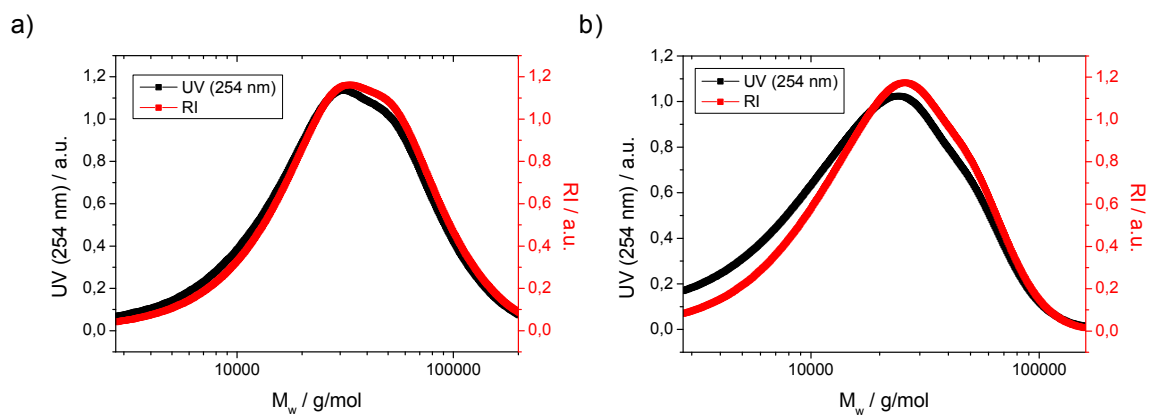 a)
UV (254 nm)
RI
1,2
1,0
0,8
0,6
0,4
0,2
0,0
UV (254 nm) / a.u.
1,2
1,0
0,8
0,6
0,4
0,2
0,0
RI / a.u.
10000
100000
M_w / g/mol
b)
UV (254 nm)
RI
1,2
1,0
0,8
0,6
0,4
0,2
0,0
UV (254 nm) / a.u.
1,2
1,0
0,8
0,6
0,4
0,2
0,0
RI / a.u.
10000
100000
M_w / g/mol